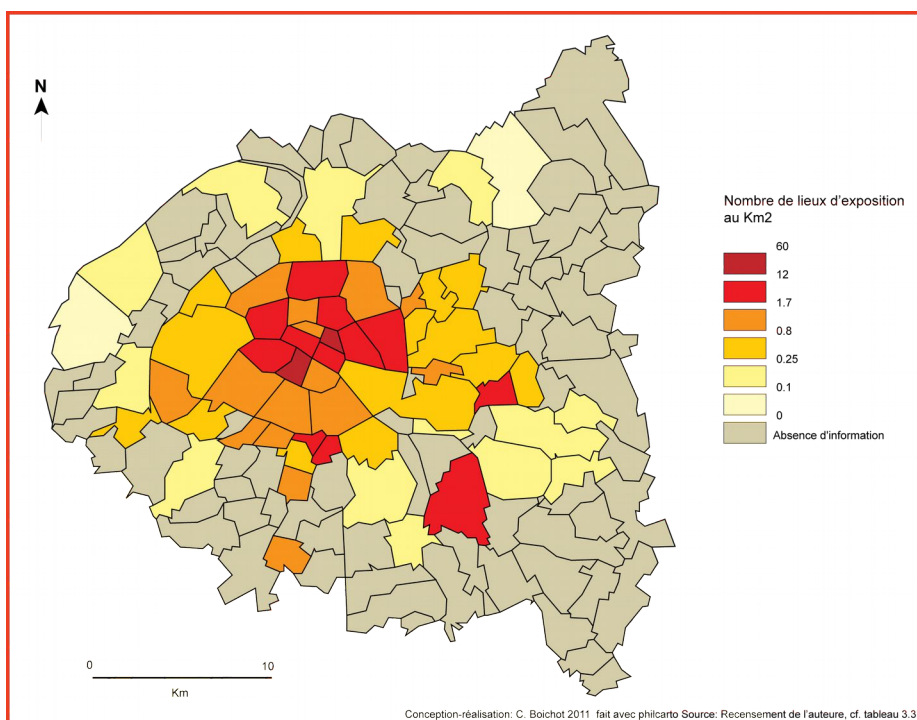 N
Nombre de lieux d'exposition
au Km2
60
12
1.7
0.8
0.25
0.1
0
Absence d'information
0 10
Km
Conception-réalisation: C. Boichot 2011 fait avec philcarto Source: Recensement de l'auteure, cf. tableau 3.3